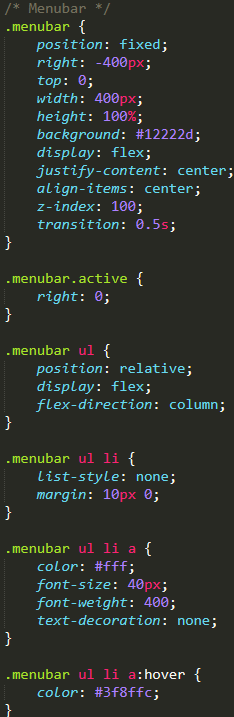 /* Menubar */
.menubar {
    position: fixed;
    right: -400px;
    top: 0;
    width: 400px;
    height: 100%;
    background: #12222d;
    display: flex;
    justify-content: center;
    align-items: center;
    z-index: 100;
    transition: 0.5s;
}

.menubar.active {
    right: 0;
}

.menubar ul {
    position: relative;
    display: flex;
    flex-direction: column;
}

.menubar ul li {
    list-style: none;
    margin: 10px 0;
}

.menubar ul li a {
    color: #fff;
    font-size: 40px;
    font-weight: 400;
    text-decoration: none;
}

.menubar ul li a:hover {
    color: #3f8ffc;
}